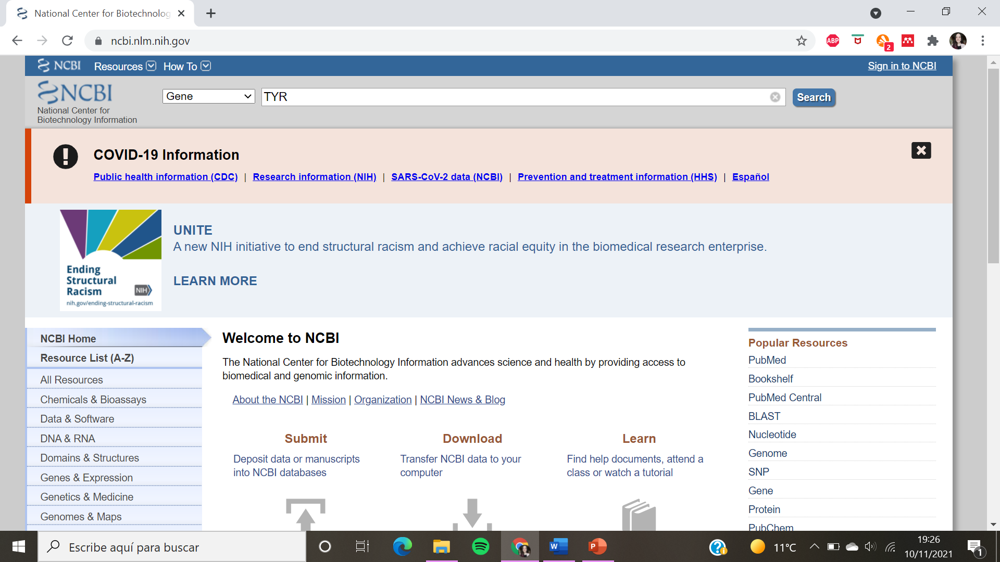 National Center for Biotechnolog
ncbi.nlm.nih.gov
ABP
2
NCBI Resources How To
Sign in to NCBI
NCBI
National Center for
Biotechnology Information
Gene
TYR
Search
COVID-19 Information
Public health information (CDC) | Research information (NIH) | SARS-CoV-2 data (NCBI) | Prevention and treatment information (HHS) | Español
Ending
Structural
Racism
NIH
nih.gov/ending-structural-racism
UNITE
A new NIH initiative to end structural racism and achieve racial equity in the biomedical research enterprise.
LEARN MORE
NCBI Home
Resource List (A-Z)
All Resources
Chemicals & Bioassays
Data & Software
DNA & RNA
Domains & Structures
Genes & Expression
Genetics & Medicine
Genomes & Maps
Welcome to NCBI
The National Center for Biotechnology Information advances science and health by providing access to
biomedical and genomic information.
About the NCBI | Mission | Organization | NCBI News & Blog
Submit
Deposit data or manuscripts
into NCBI databases
Download
Transfer NCBI data to your
computer
Learn
Find help documents, attend a
class or watch a tutorial
Popular Resources
PubMed
Bookshelf
PubMed Central
BLAST
Nucleotide
Genome
SNP
Gene
Protein
PubChem
Escribe aquí para buscar
W
P
11°C
19:26
10/11/2021
1